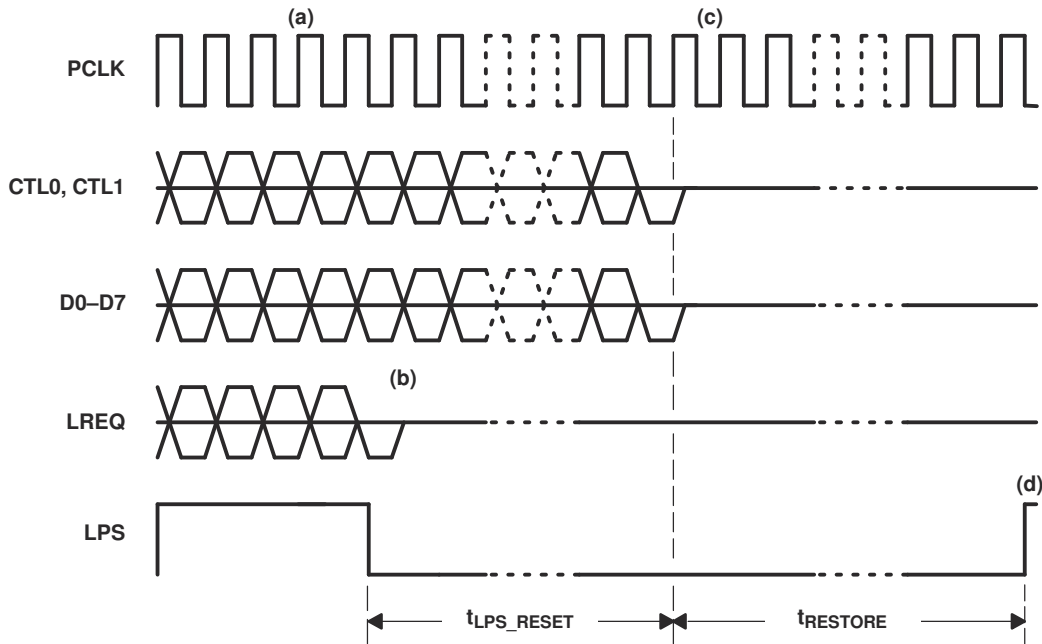 (a)
(c)
PCLK
CTL0, CTL1
D0–D7
(b)
LREQ
(d)
LPS
tLPS_RESET
tRESTORE